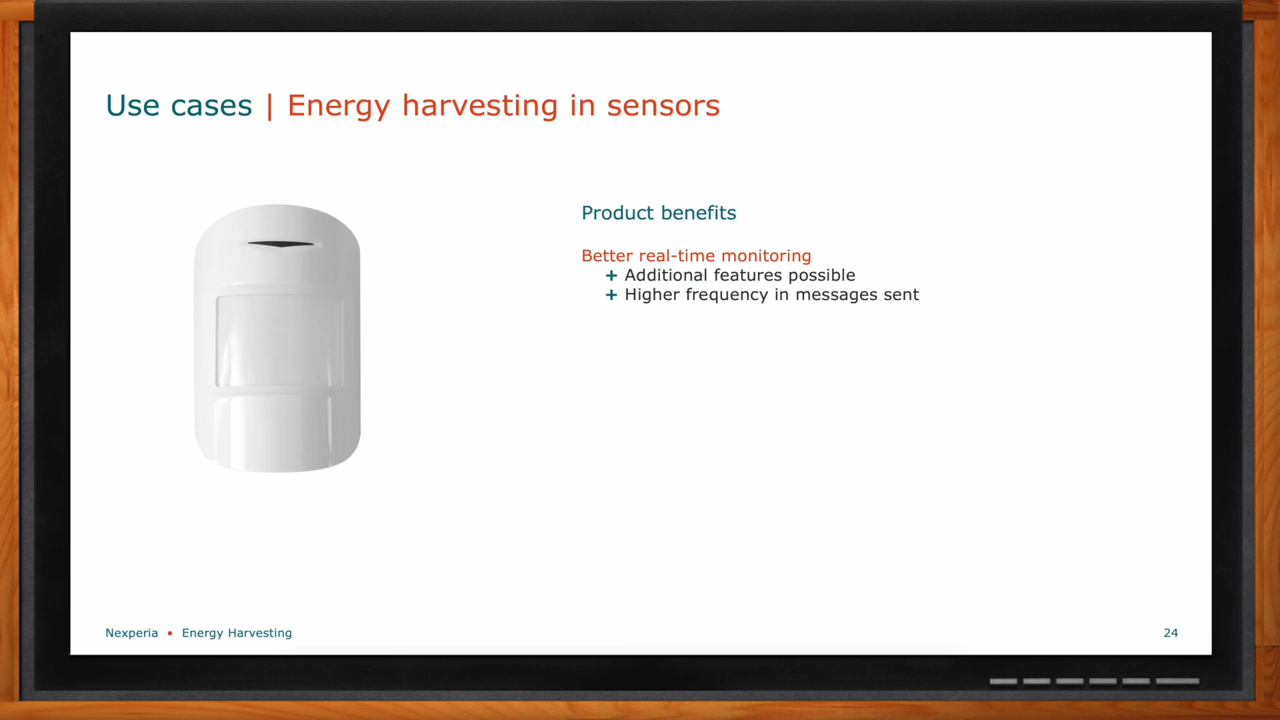 Use cases | Energy harvesting in sensors
Product benefits
Better real-time monitoring
+ Additional features possible
+ Higher frequency in messages sent
Nexperia • Energy Harvesting
24